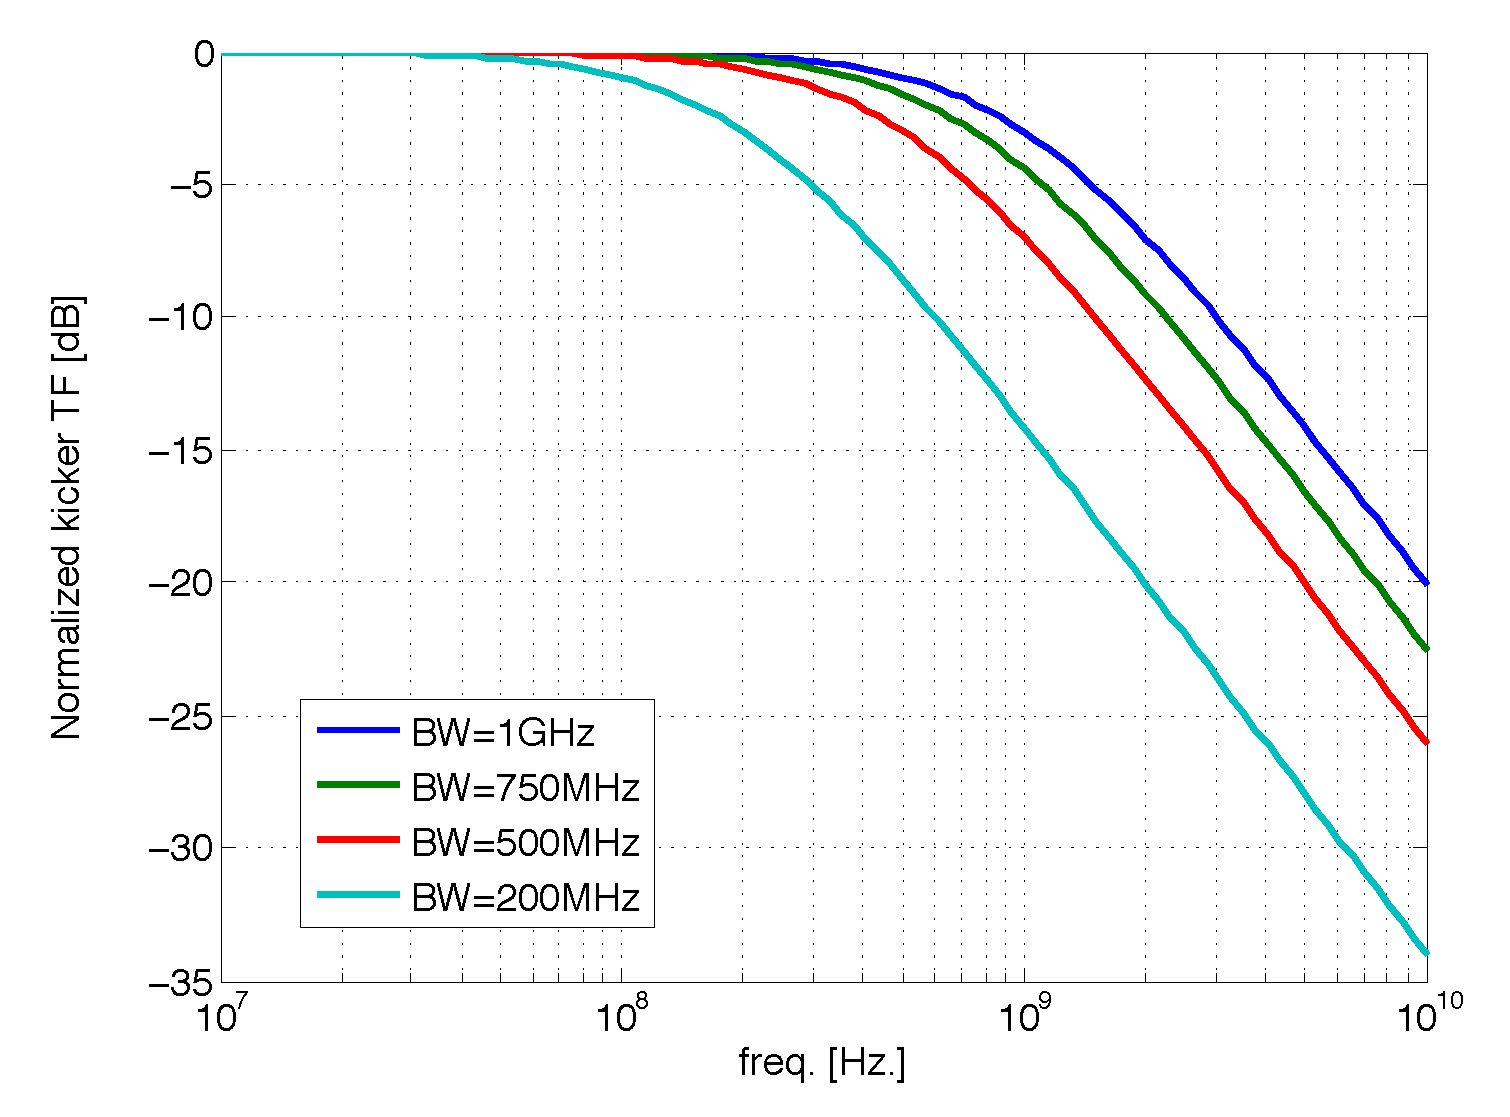 Normalized kicker TF [dB]
0
−5
−10
−15
−20
−25
−30
−35
BW=1GHz
BW=750MHz
BW=500MHz
BW=200MHz
10^7 10^8 10^9 10^10
freq. [Hz.]